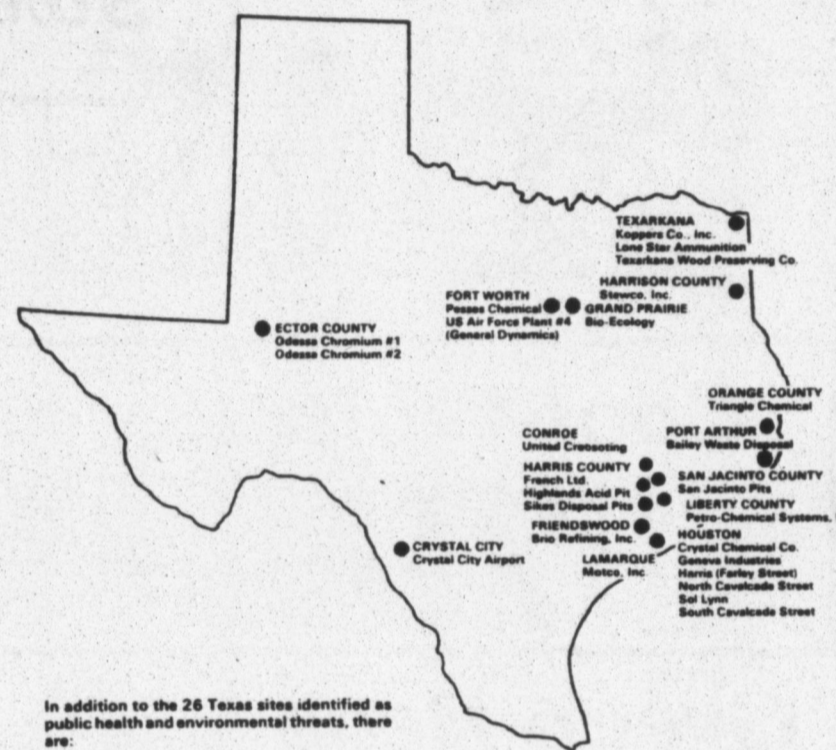 TEXARKANA
Koppers Co., Inc.
Lone Star Ammunition
Texarkana Wood Preserving Co.
HARRISON COUNTY
Stewco, Inc.
FORT WORTH
Pesses Chemical
US Air Force Plant #4
(General Dynamics)
GRAND PRAIRIE
Bio-Ecology
ECTOR COUNTY
Odessa Chromium #1
Odessa Chromium #2
ORANGE COUNTY
Triangle Chemical
PORT ARTHUR
Bailey Waste Disposal
CONROE
United Creosoting
HARRIS COUNTY
French Ltd.
Highlands Acid Pit
Sikes Disposal Pits
SAN JACINTO COUNTY
San Jacinto Pits
LIBERTY COUNTY
Petro-Chemical Systems,
FRIENDSWOOD
Brio Refining, Inc.
HOUSTON
Crystal Chemical Co.
Geneva Industries
Harris (Farley Street)
North Cavalcade Street
Sol Lynn
South Cavalcade Street
LAMARQUE
Motco, Inc
CRYSTAL CITY
Crystal City Airport
In addition to the 26 Texas sites identified as
public health and environmental threats, there
are: